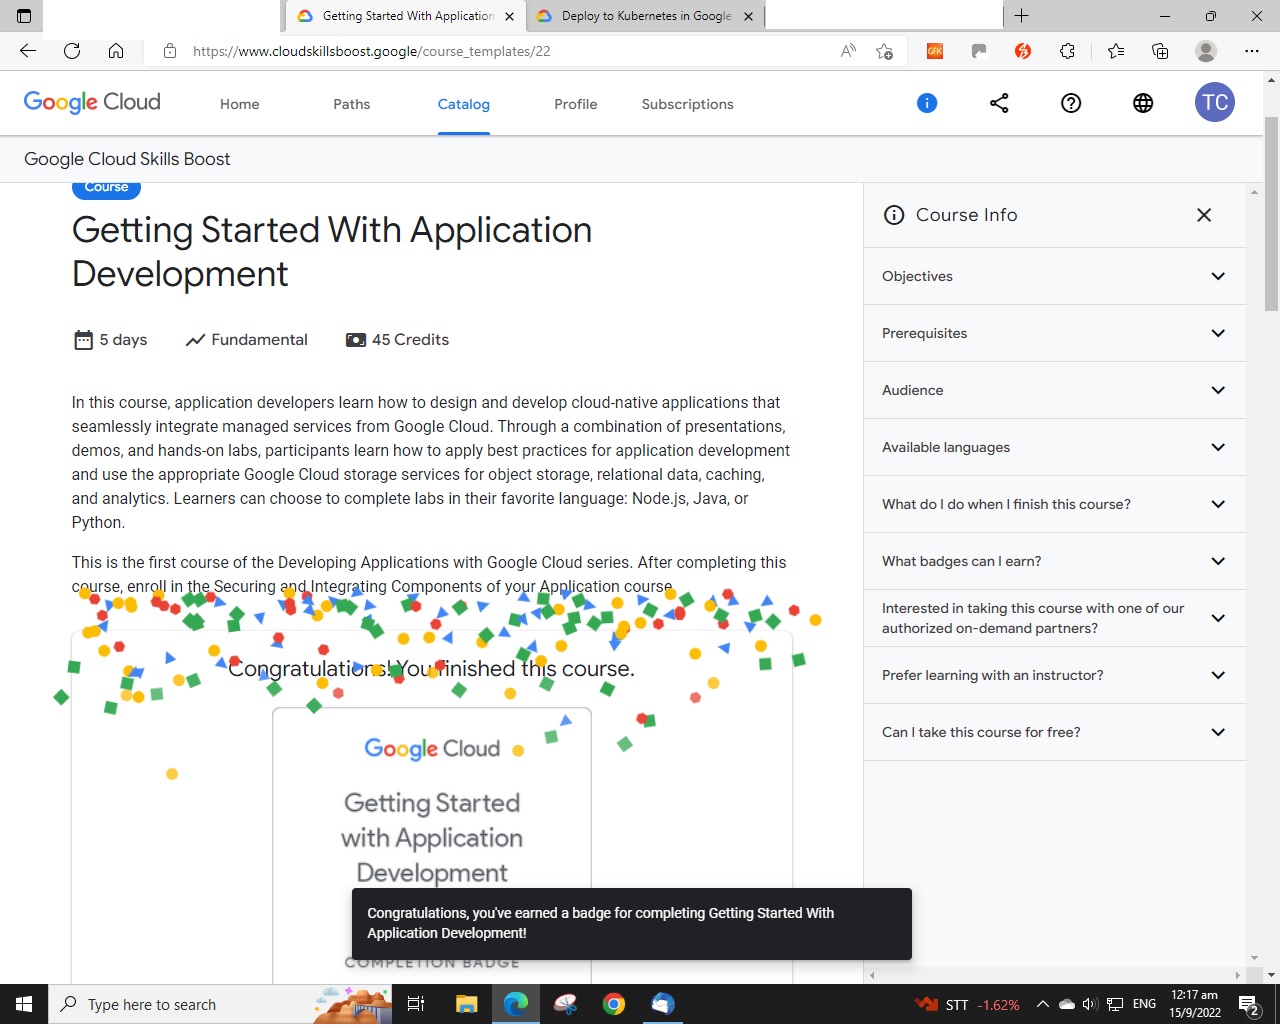 Getting Started With Application
Deploy to Kubernetes in Google
https://www.cloudskillsboost.google/course_templates/22
GFK
Google Cloud
Home
Paths
Catalog
Profile
Subscriptions
TC
Google Cloud Skills Boost
Course
Getting Started With Application
Development
5 days
Fundamental
45 Credits
In this course, application developers learn how to design and develop cloud-native applications that
seamlessly integrate managed services from Google Cloud. Through a combination of presentations,
demos, and hands-on labs, participants learn how to apply best practices for application development
and use the appropriate Google Cloud storage services for object storage, relational data, caching,
and analytics. Learners can choose to complete labs in their favorite language: Node.js, Java, or
Python.
This is the first course of the Developing Applications with Google Cloud series. After completing this
course, enroll in the Securing and Integrating Components of your Application course.
Congratulations! You finished this course.
Google Cloud
Getting Started
with Application
Development
COMPLETION BADGE
Congratulations, you've earned a badge for completing Getting Started With
Application Development!
Course Info
Objectives
Prerequisites
Audience
Available languages
What do I do when I finish this course?
What badges can I earn?
Interested in taking this course with one of our
authorized on-demand partners?
Prefer learning with an instructor?
Can I take this course for free?
Type here to search
STT -1.62%
ENG
12:17 am
15/9/2022
2